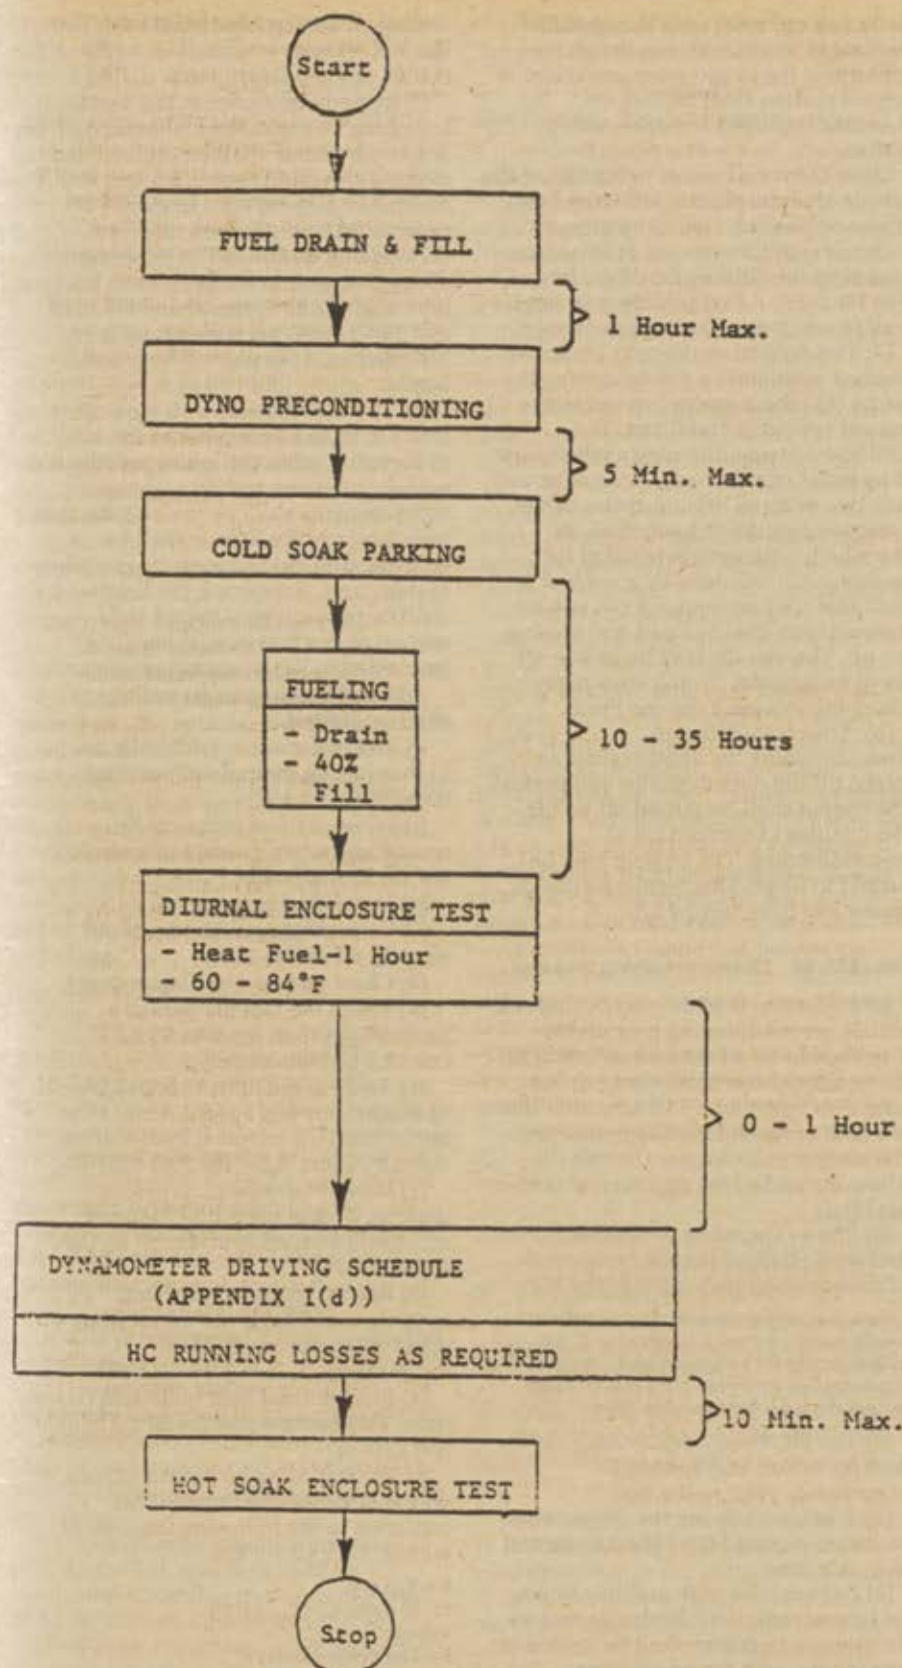 Start
FUEL DRAIN & FILL
1 Hour Max.
DYNO PRECONDITIONING
5 Min. Max.
COLD SOAK PARKING
FUELING
- Drain
- 40%
Fill
10 - 35 Hours
DIURNAL ENCLOSURE TEST
- Heat Fuel-1 Hour
- 60 - 84°F
0 - 1 Hour
DYNAMOMETER DRIVING SCHEDULE
(APPENDIX I(d))
HC RUNNING LOSSES AS REQUIRED
10 Min. Max.
HOT SOAK ENCLOSURE TEST
Stop